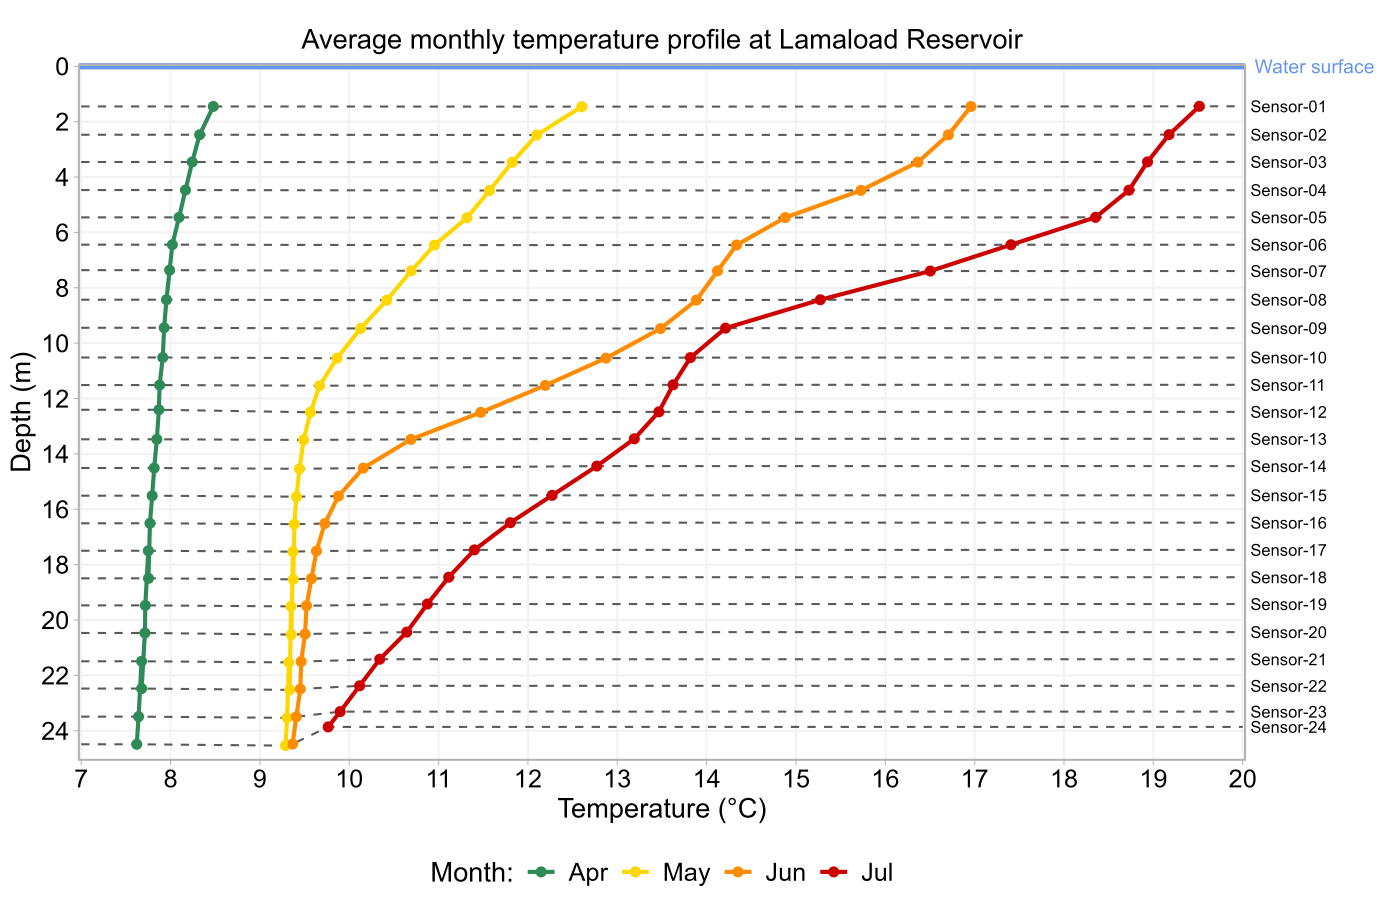 Average monthly temperature profile at Lamaload Reservoir
Water surface
0
2
4
6
8
10
12
14
16
18
20
22
24
Depth (m)
Sensor-01
Sensor-02
Sensor-03
Sensor-04
Sensor-05
Sensor-06
Sensor-07
Sensor-08
Sensor-09
Sensor-10
Sensor-11
Sensor-12
Sensor-13
Sensor-14
Sensor-15
Sensor-16
Sensor-17
Sensor-18
Sensor-19
Sensor-20
Sensor-21
Sensor-22
Sensor-23
Sensor-24
7 8 9 10 11 12 13 14 15 16 17 18 19 20
Temperature (°C)
Month: Apr May Jun Jul